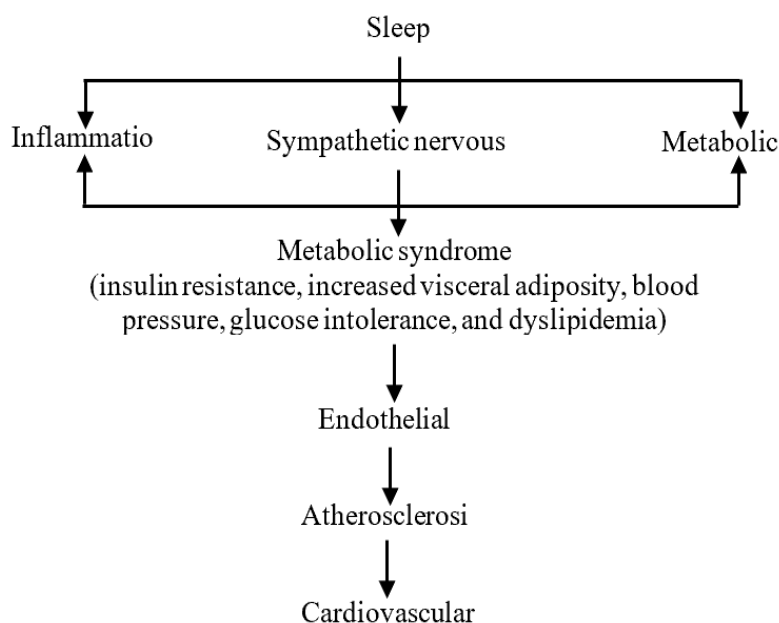 Sleep
Inflammatio
Sympathetic nervous
Metabolic
Metabolic syndrome
(insulin resistance, increased visceral adiposity, blood
pressure, glucose intolerance, and dyslipidemia)
Endothelial
Atherosclerosi
Cardiovascular